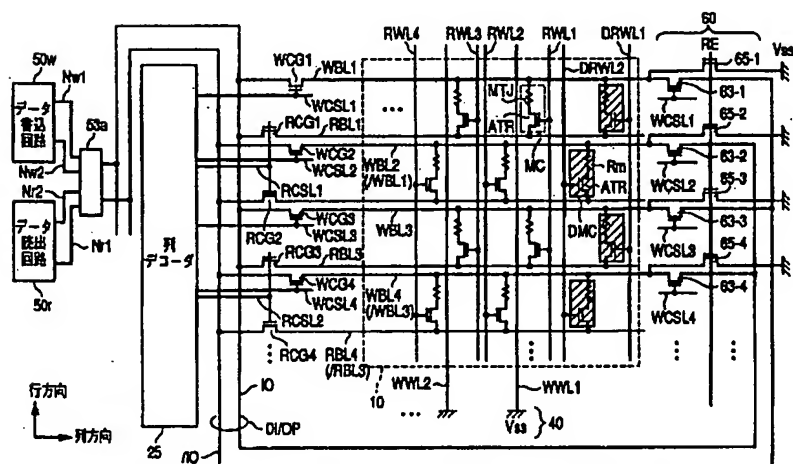 RWL4 RWL3 RWL2 RWL1 DRWL1
60
RE
65-1
Vss
50w
Nw1
WCG1 WBL1
DRWL2
データ
書込
回路
53a
WCSL1
...
MTJ
ATR
MC
63-1
WCSL1
65-2
RCG1 RBL1
Nw2
WCG2
WCSL2
WBL2
(/WBL1)
Rm
ATR
63-2
WCSL2
65-3
Nr2
データ
読出
回路
Nr1
50r
RCSL1
RCG2
WCG3
WCSL3
WBL3
DMC
63-3
WCSL3
65-4
列
デコーダ
RCG3 RBL3
WCG4
WCSL4
WBL4
(/WBL3)
63-4
WCSL4
RCSL2
RCG4
RBL4
(/RBL3)
WWL2
WWL1
10
IO
行方向
列方向
25
DI/OP
/IO
...
Vss
40